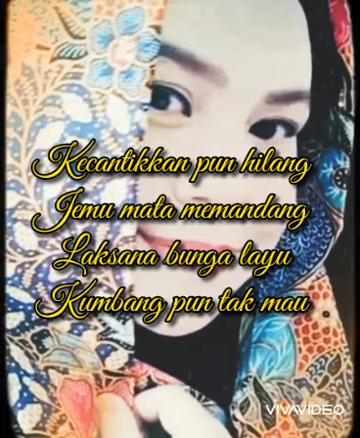 Kecantikkan pun hilang
Jemu mata memandang
Laksana bunga layu
Kumbang pun tak mau
VIVAVIDEO